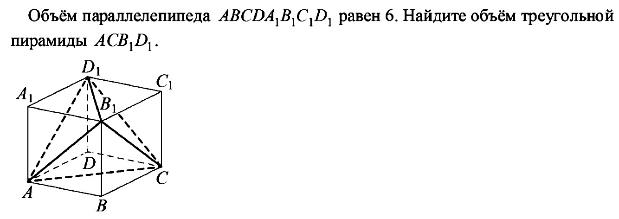 Объём параллелепипеда ABCDA₁B₁C₁D₁ равен 6. Найдите объём треугольной
пирамиды ACB₁D₁.
D₁
C₁
A₁
B₁
D
C
A
B